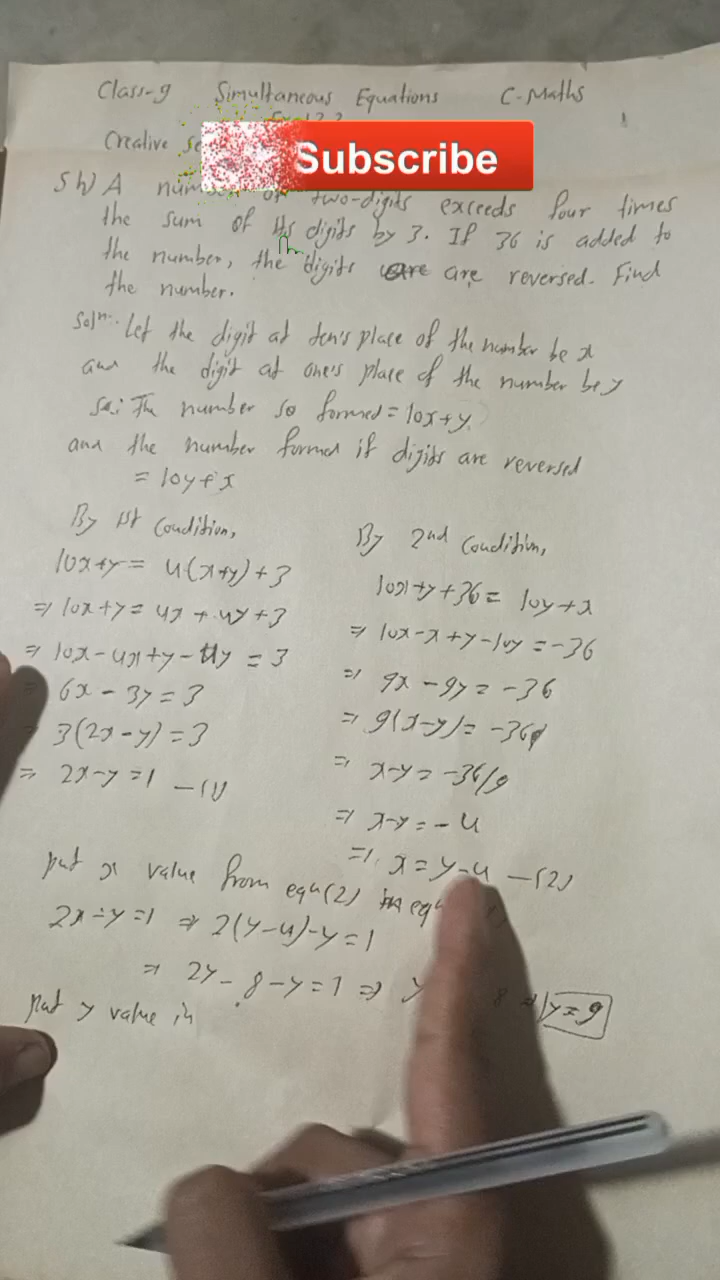 Class-9 Simultaneous Equations C-Maths
Creative
Subscribe
5 h) A number of two-digits exceeds four times
the sum of its digits by 3. If 36 is added to
the number, the digits are are reversed. Find
the number.
Soln. Let the digit at ten's place of the number be x
and the digit at one's place of the number be y
So: The number so formed = 10x+y
and the number formed if digits are reversed
= 10y+x
By 1st Condition,
10x+y = 4(x+y)+3
⇒ 10x+y = 4x + 4y+3
⇒ 10x-4x+y-4y = 3
6x - 3y = 3
3(2x-y) = 3
⇒ 2x-y = 1 —(1)
By 2nd Condition,
10x+y+36 = 10y+x
⇒ 10x-x+y-10y = -36
⇒ 9x-9y = -36
⇒ 9(x-y) = -36
⇒ x-y = -36/9
⇒ x-y = -4
⇒ x = y-4 —(2)
put x value from equ(2) in equ
2x-y=1 ⇒ 2(y-4)-y=1
⇒ 2y-8-y=1 ⇒ y 8 ⇒ y=9
put y value in